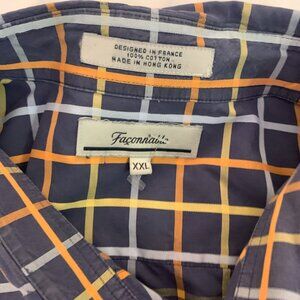 DESIGNED IN FRANCE
100% COTTON
MADE IN HONG KONG
Façonnable
XXL